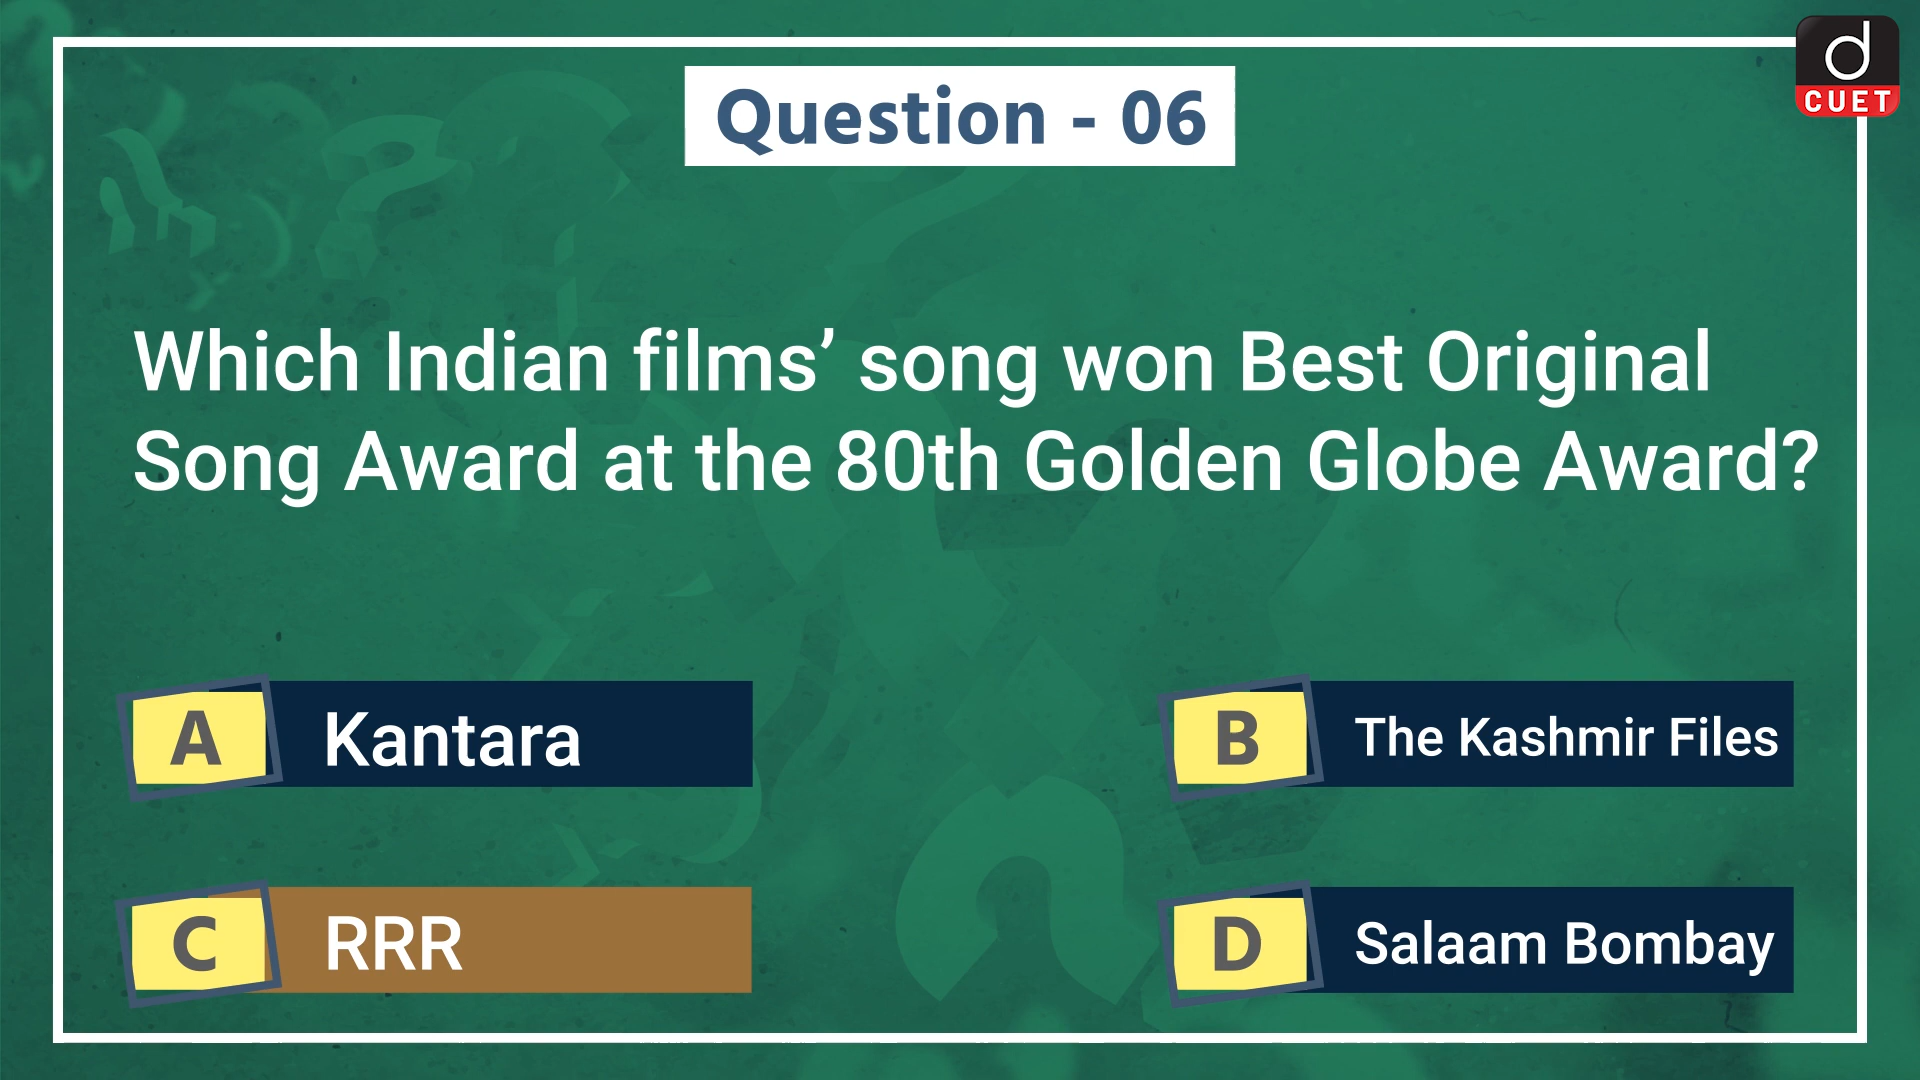 d
CUET
Question - 06
Which Indian films’ song won Best Original
Song Award at the 80th Golden Globe Award?
A Kantara
B The Kashmir Files
C RRR
D Salaam Bombay